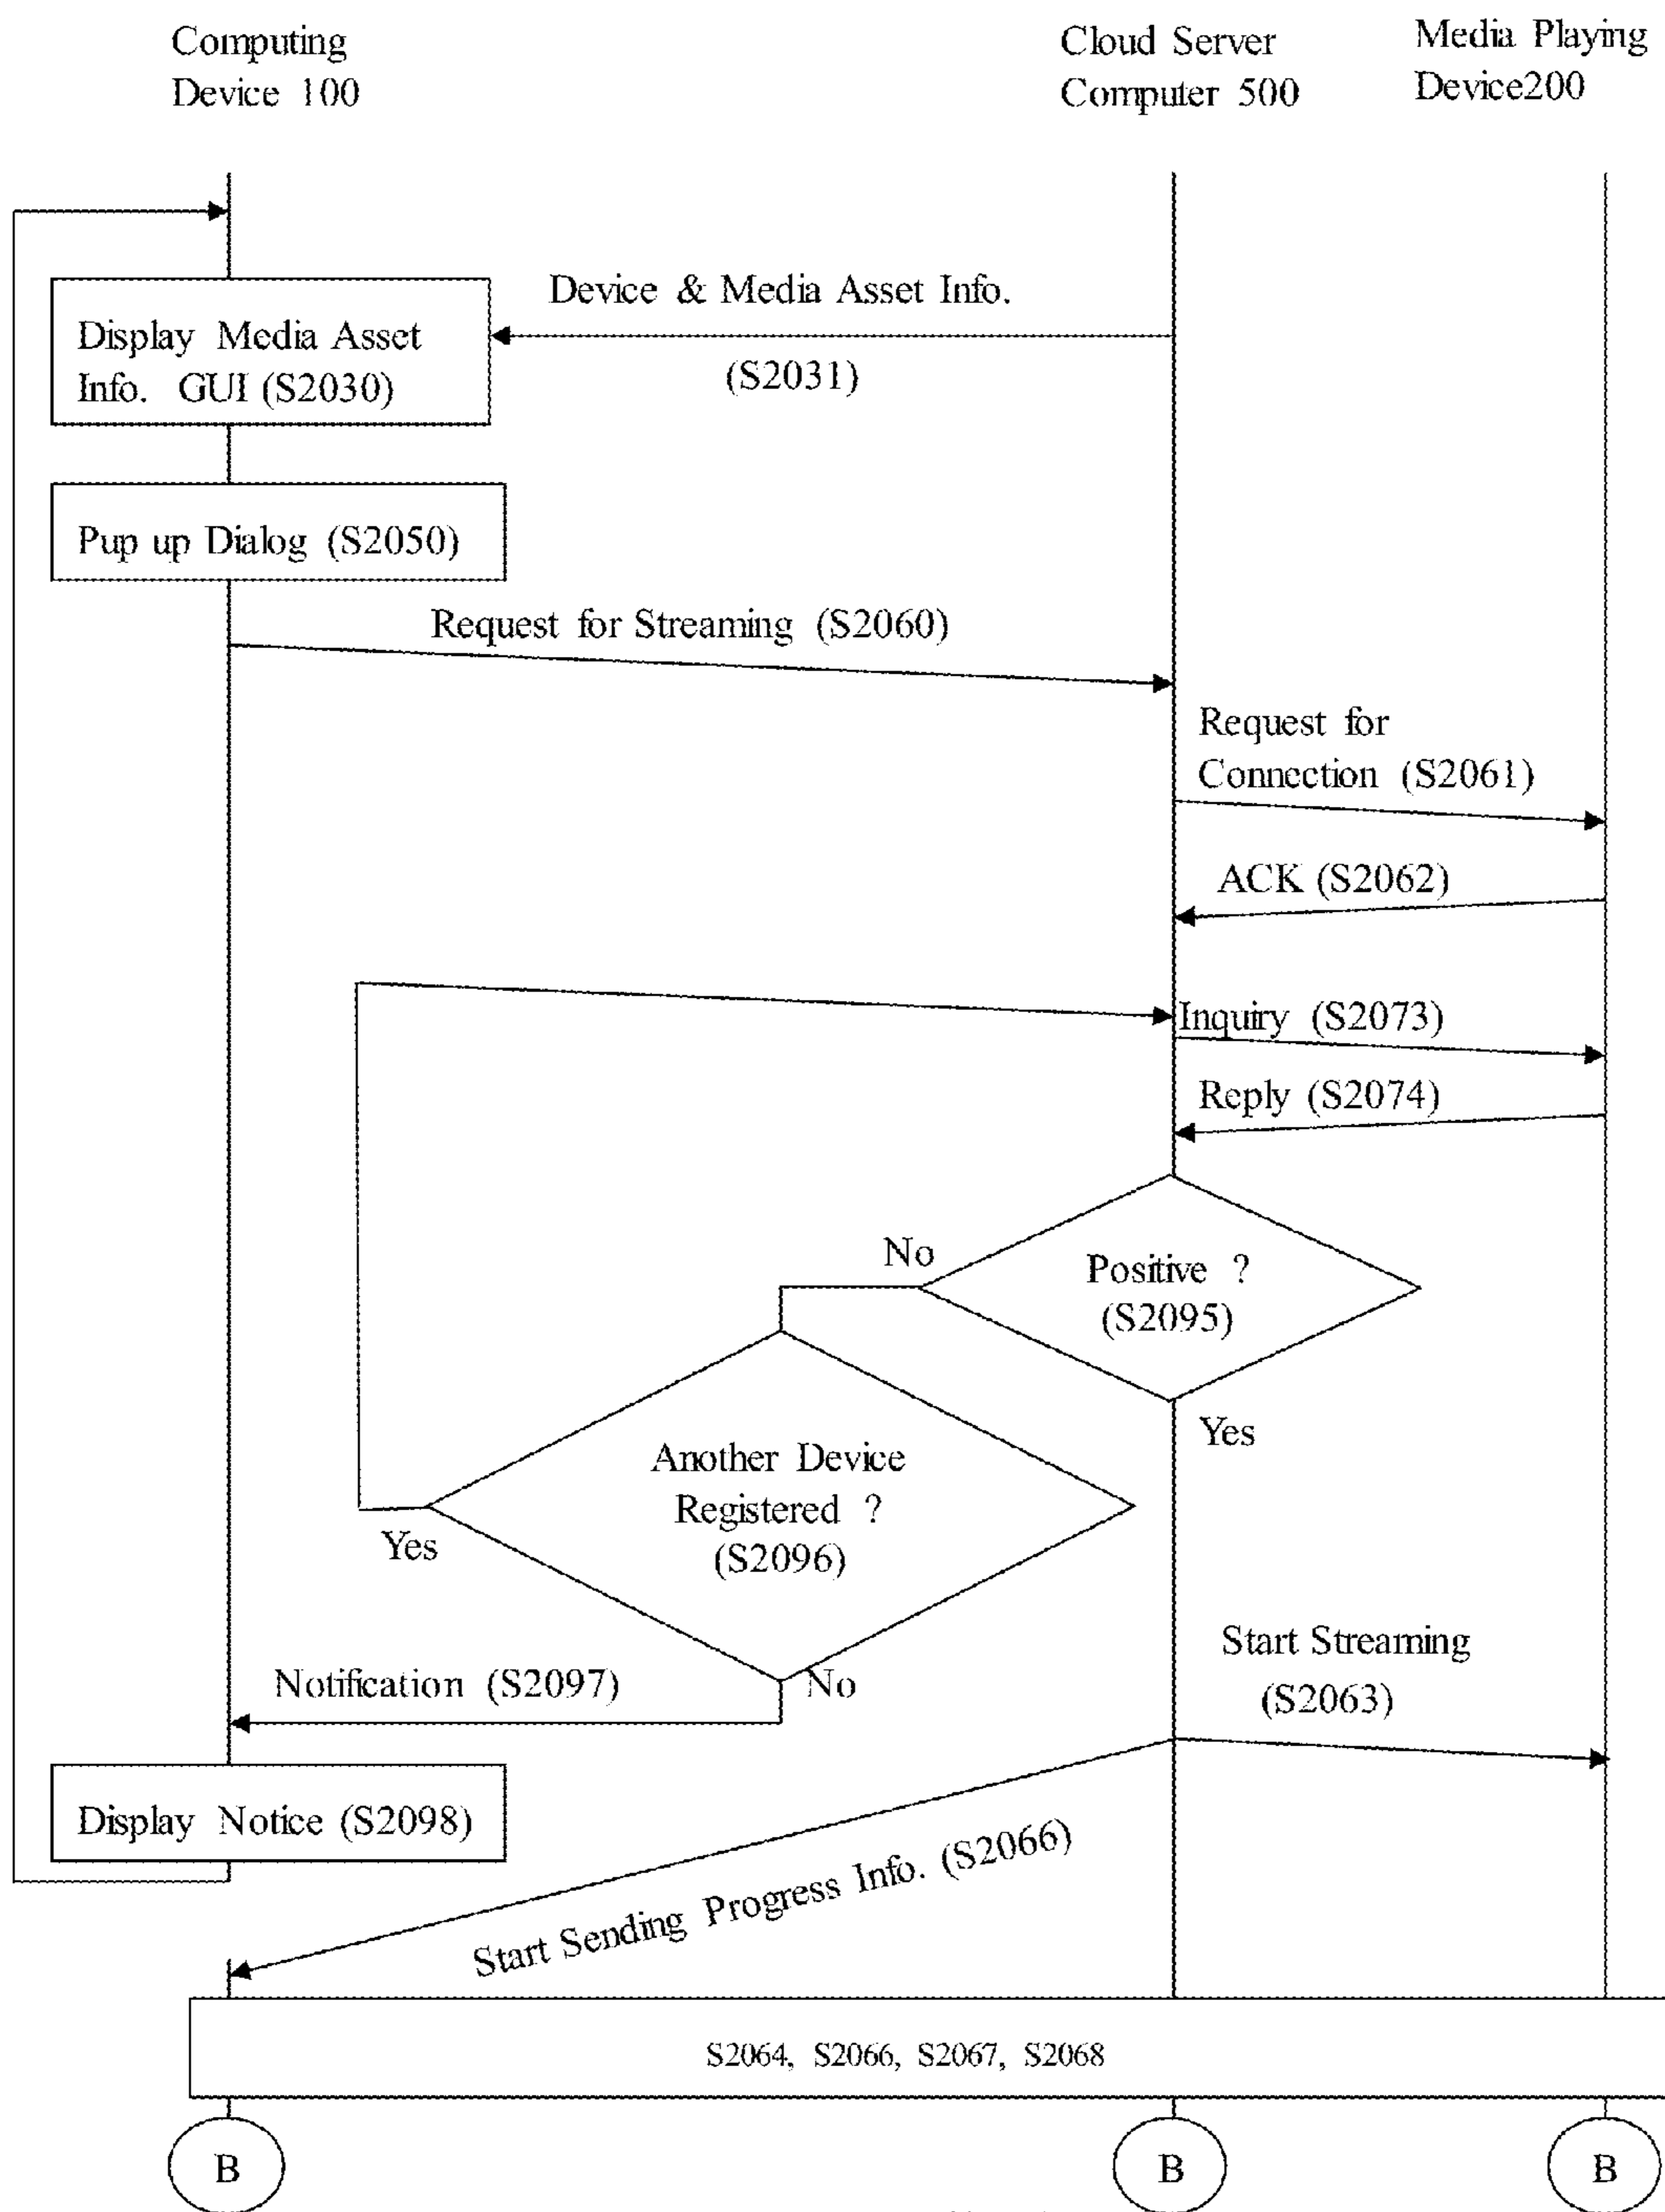 Computing
Device 100
Cloud Server
Computer 500
Media Playing
Device200
Device & Media Asset Info.
(S2031)
Display Media Asset
Info. GUI (S2030)
Pup up Dialog (S2050)
Request for Streaming (S2060)
Request for
Connection (S2061)
ACK (S2062)
Inquiry (S2073)
Reply (S2074)
No
Positive ?
(S2095)
Yes
Another Device
Registered ?
(S2096)
Yes
No
Start Streaming
(S2063)
Notification (S2097)
Display Notice (S2098)
Start Sending Progress Info. (S2066)
S2064, S2066, S2067, S2068
B
B
B